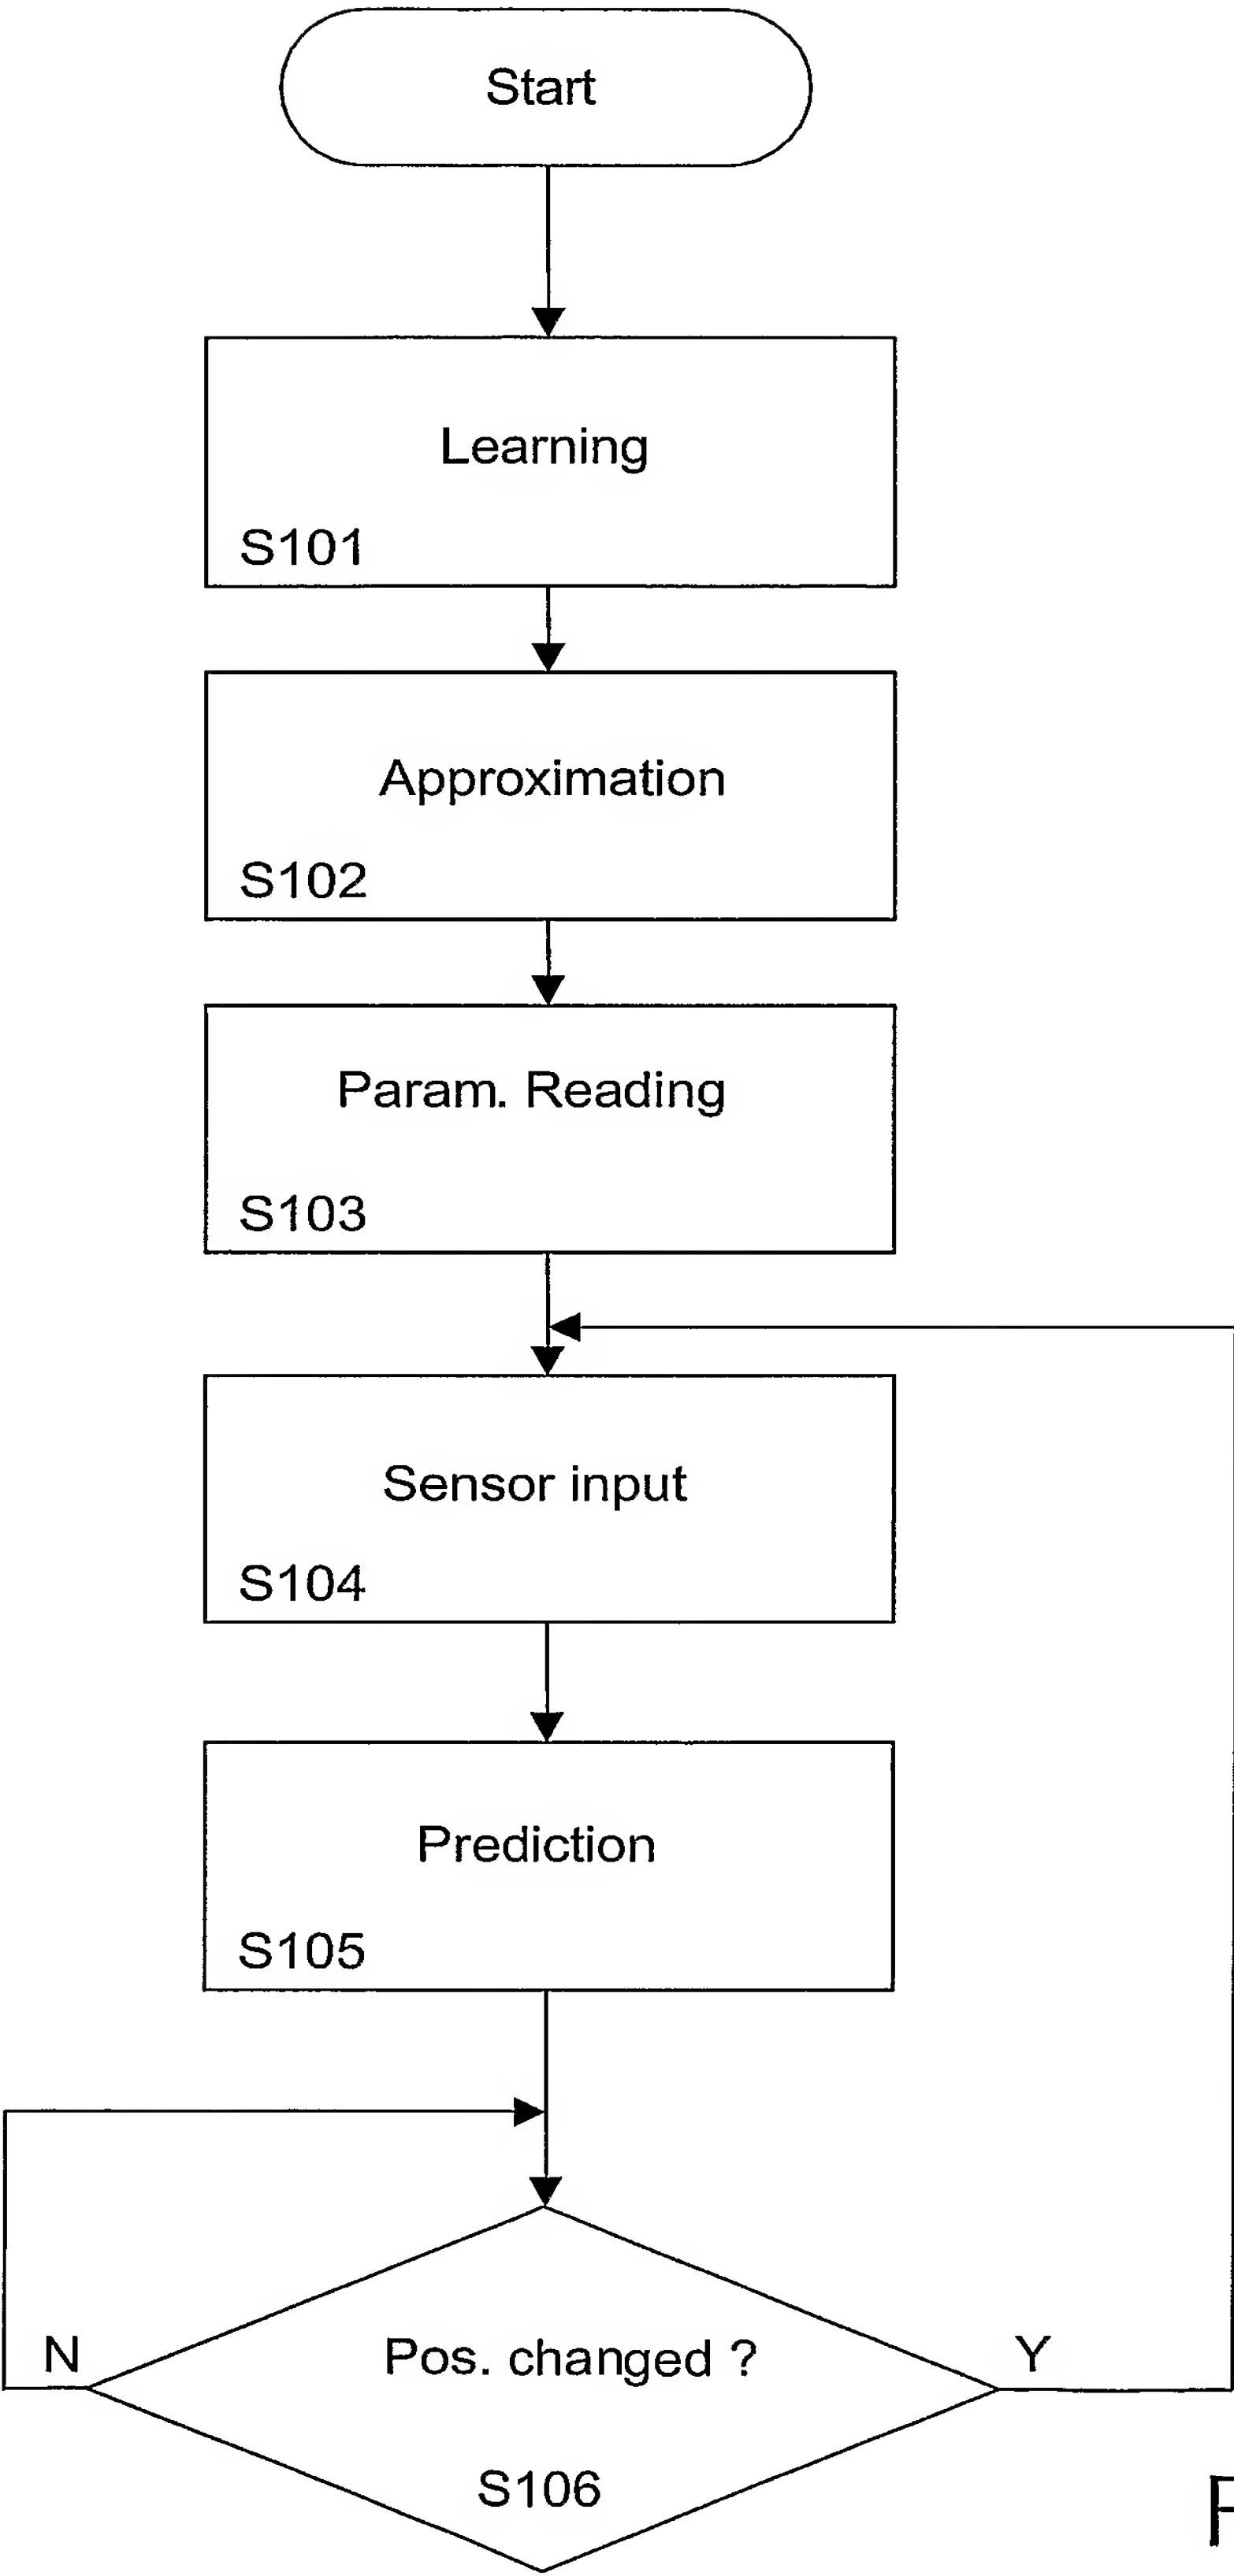 Start
Learning
S101
Approximation
S102
Param. Reading
S103
Sensor input
S104
Prediction
S105
N
Pos. changed ?
Y
S106